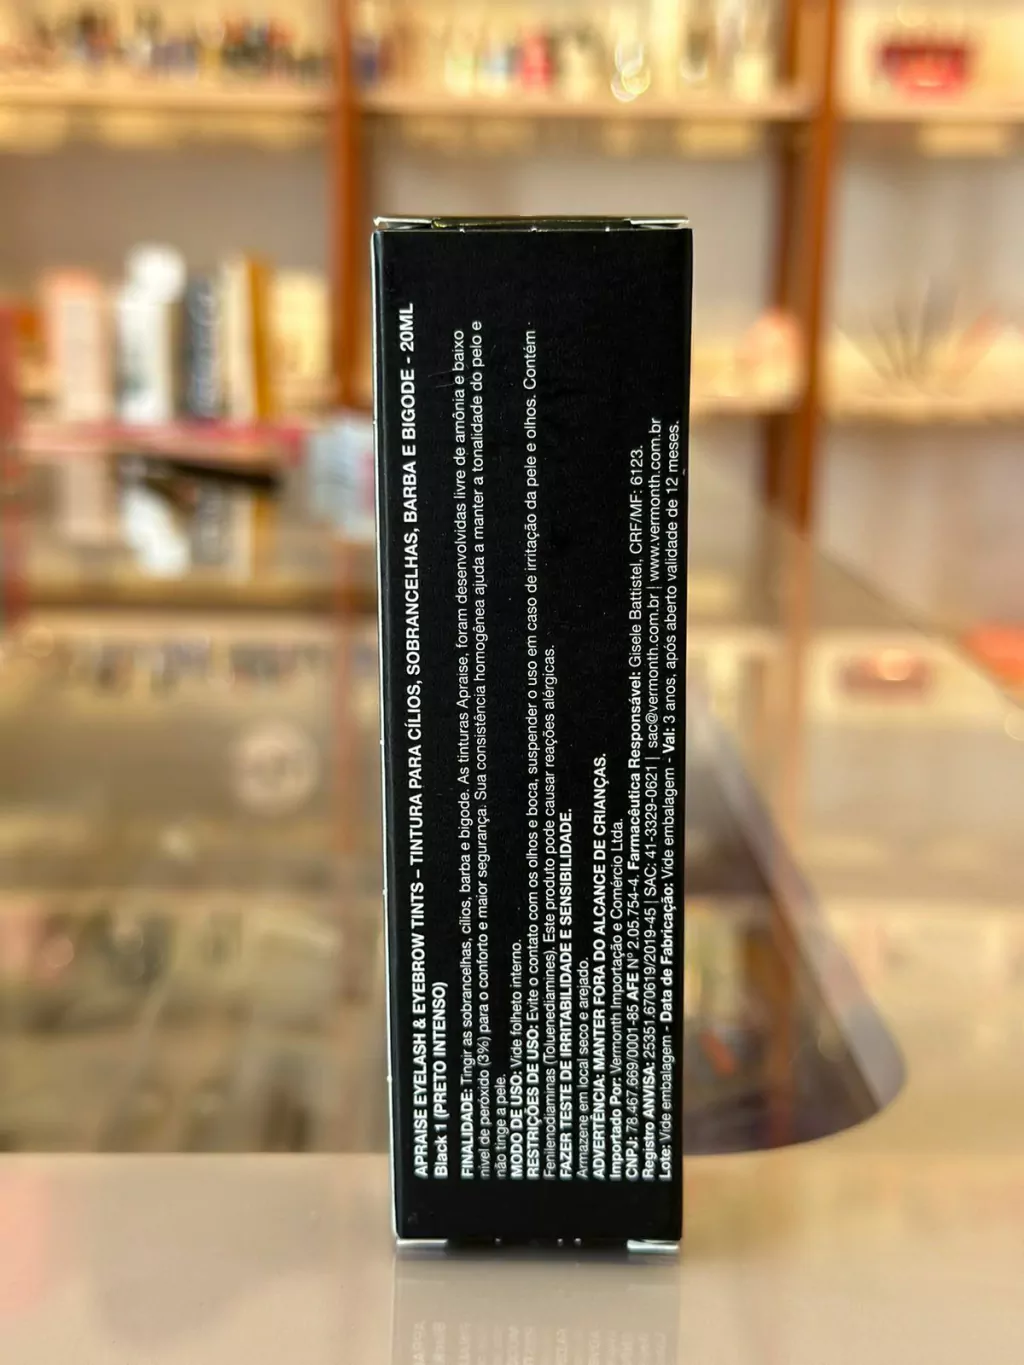 APRAISE EYELASH & EYEBROW TINTS – TINTURA PARA CÍLIOS, SOBRANCELHAS, BARBA E BIGODE - 20ML
Black 1 (PRETO INTENSO)
FINALIDADE: Tingir as sobrancelhas, cílios, barba e bigode. As tinturas Apraise, foram desenvolvidas livre de amônia e baixo
nível de peróxido (3%) para o conforto e maior segurança. Sua consistência homogênea ajuda a manter a tonalidade do pelo e
não tinge a pele.
MODO DE USO: Vide folheto interno.
RESTRIÇÕES DE USO: Evite o contato com os olhos e boca, suspender o uso em caso de irritação da pele e olhos. Contém
Fenilenodiaminas (Toluenediamines). Este produto pode causar reações alérgicas.
FAZER TESTE DE IRRITABILIDADE E SENSIBILIDADE.
Armazene em local seco e arejado.
ADVERTÊNCIA: MANTER FORA DO ALCANCE DE CRIANÇAS.
Importado Por: Vermonth Importação e Comércio Ltda.
CNPJ: 78.467.669/0001-85 AFE Nº 2.05.754-4. Farmacêutica Responsável: Gisele Battistel, CRF/MF: 6123.
Registro ANVISA: 25351.670619/2019-45 | SAC: 41-3329-0621 | sac@vermonth.com.br | www.vermonth.com.br
Lote: Vide embalagem - Data de Fabricação: Vide embalagem - Val: 3 anos, após aberto validade de 12 meses.